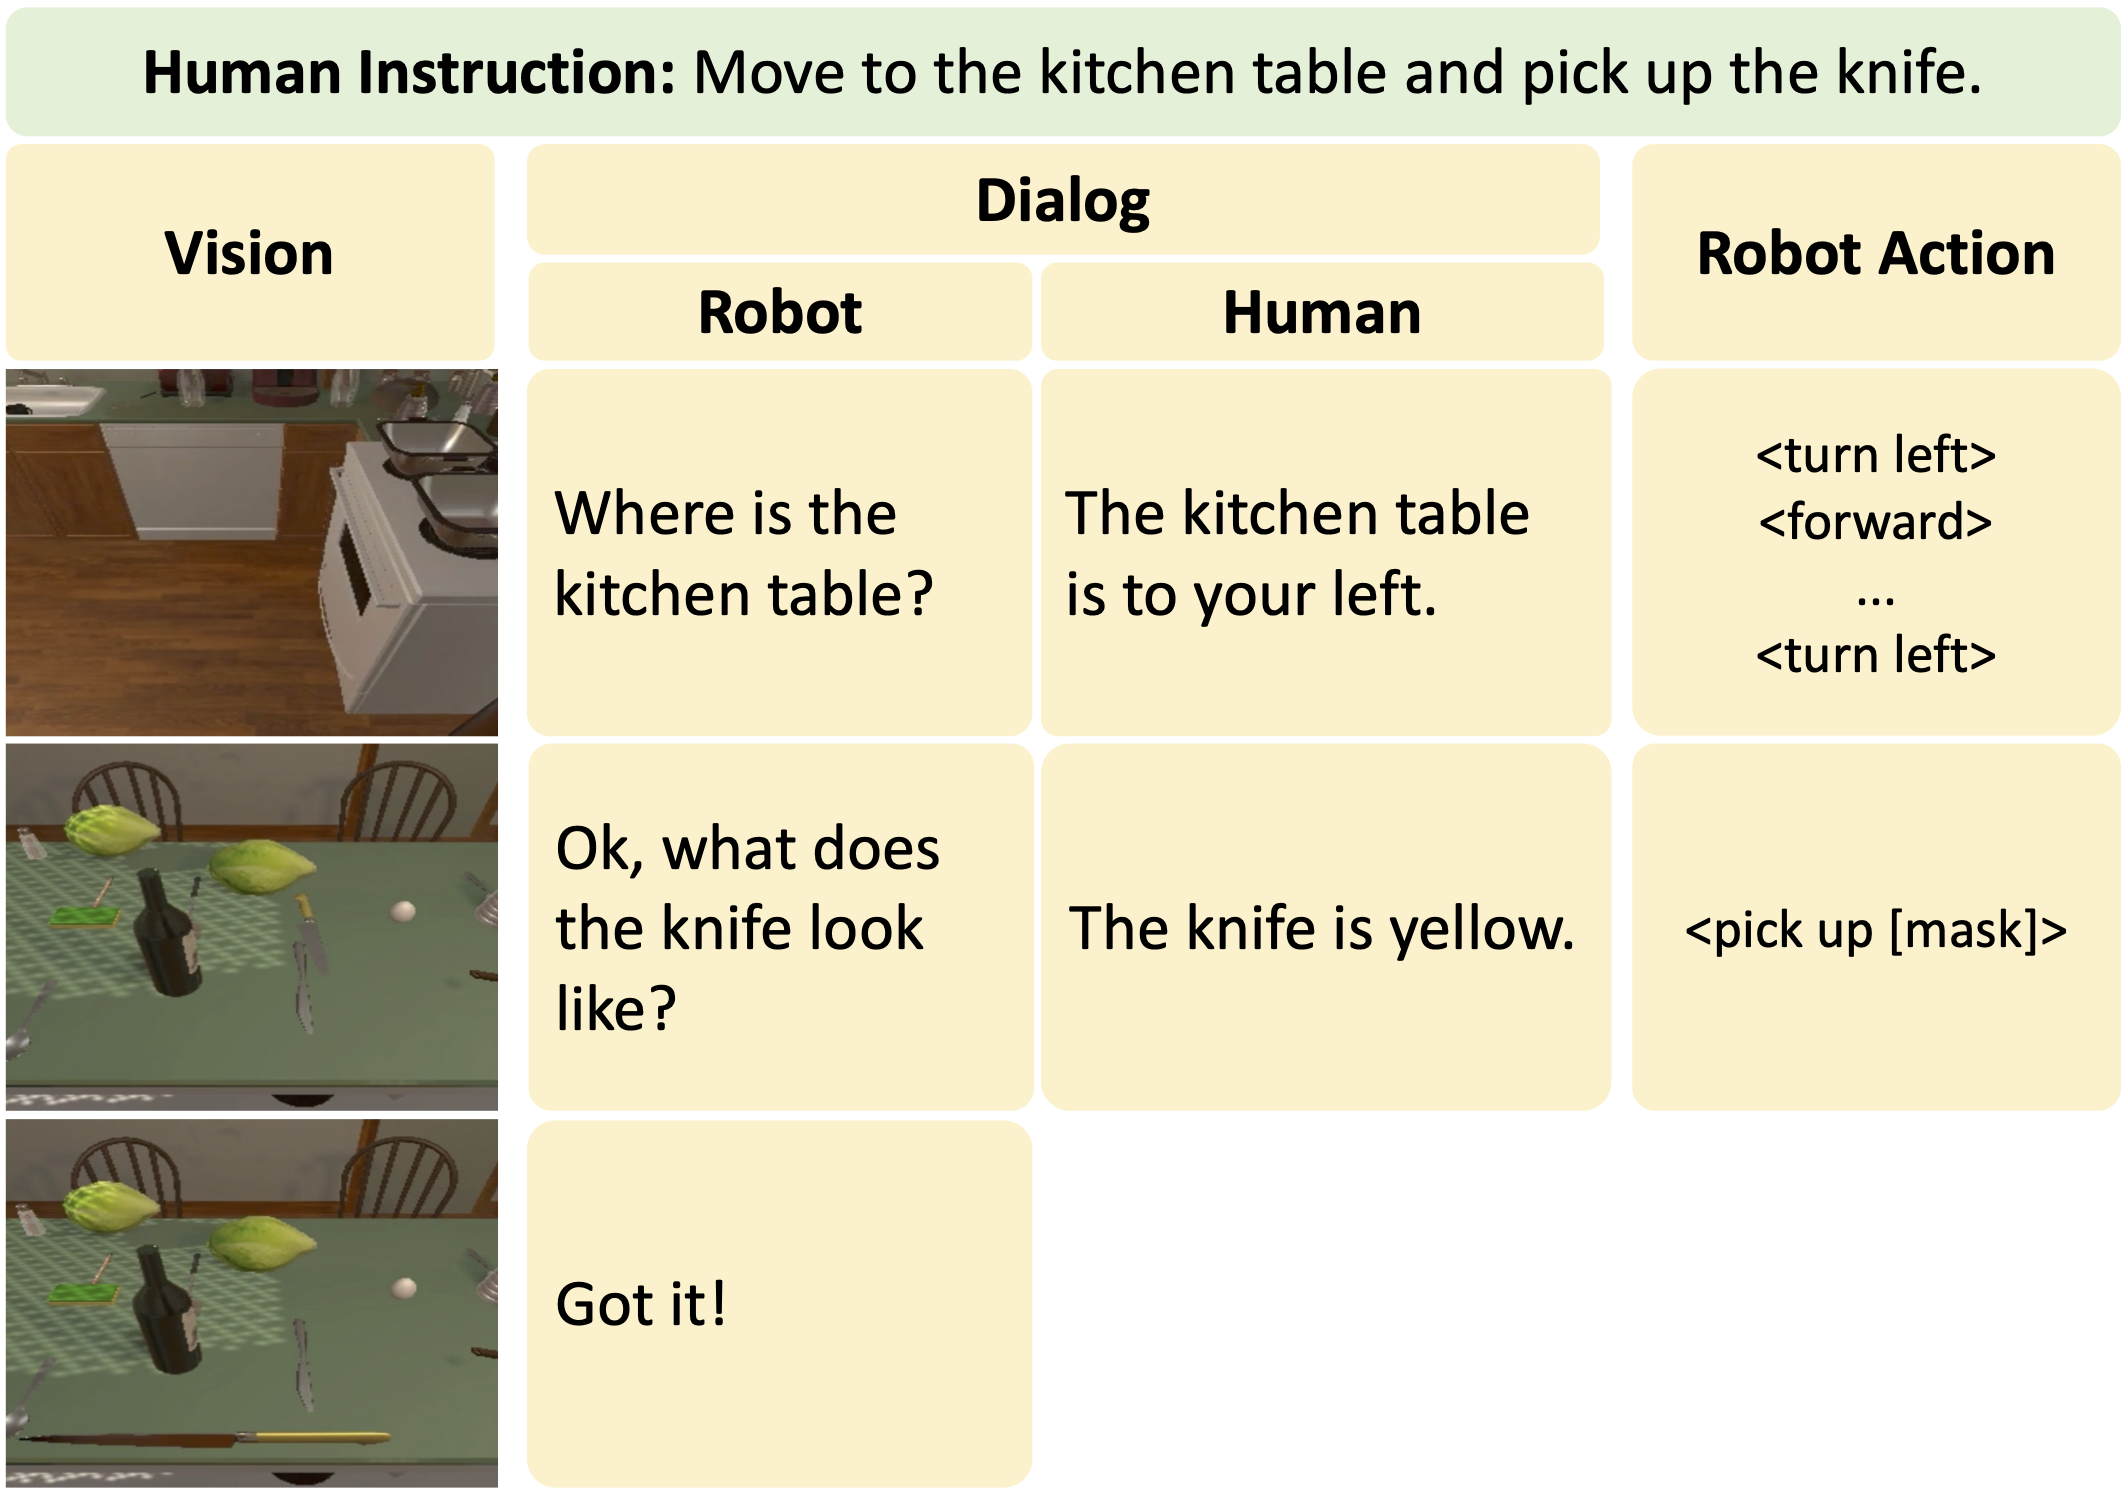 Human Instruction: Move to the kitchen table and pick up the knife.
Vision
Dialog
Robot Action
Robot
Human
Where is the
kitchen table?
The kitchen table
is to your left.
<turn left>
<forward>
...
<turn left>
Ok, what does
the knife look
like?
The knife is yellow.
<pick up [mask]>
Got it!